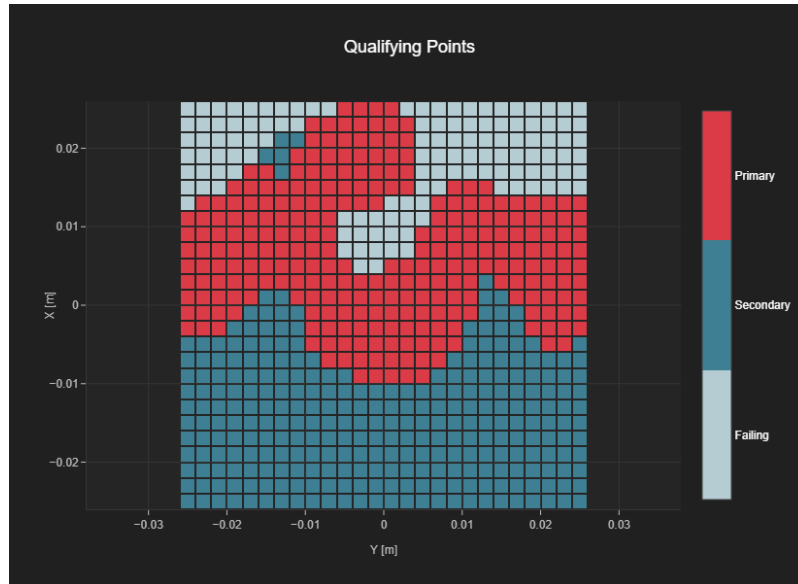 Qualifying Points
0.02
0.01
0
−0.01
−0.02
X [m]
−0.03
−0.02
−0.01
0
0.01
0.02
0.03
Y [m]
Primary
Secondary
Failing